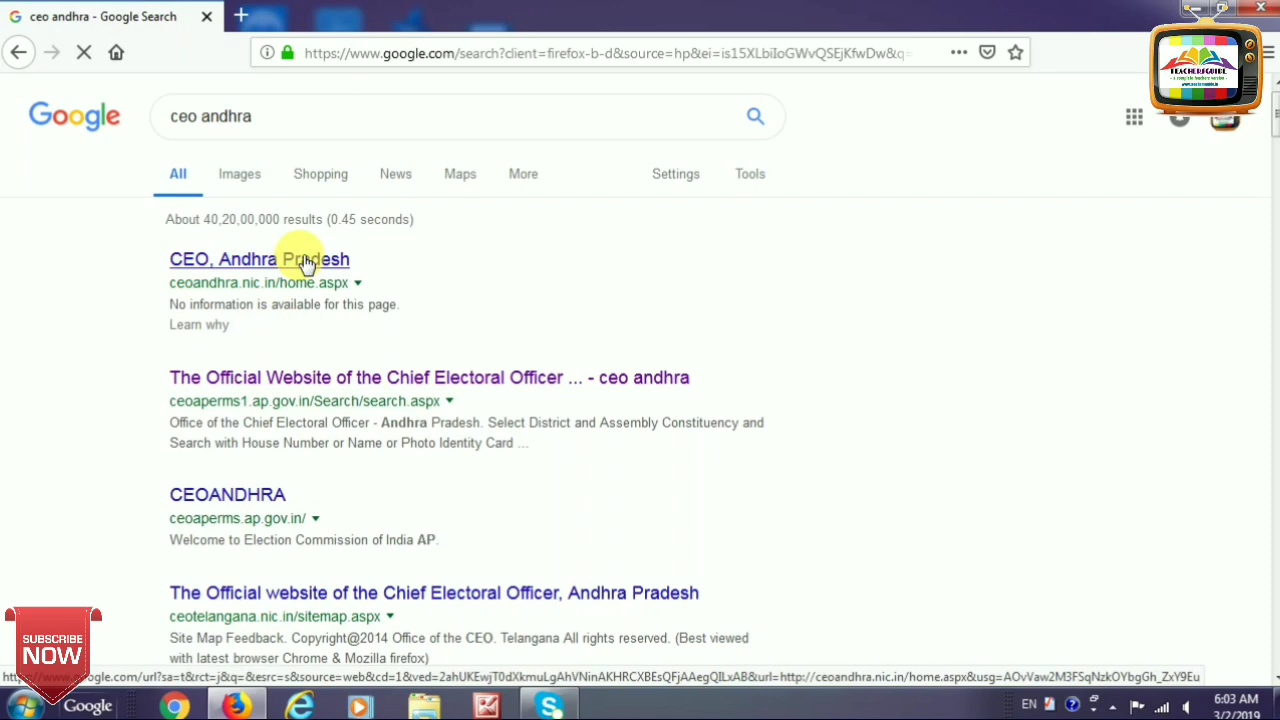 ceo andhra - Google Search
https://www.google.com/search?client=firefox-b-d&source=hp&ei=is15XLbiIoGWvQSEjKfwDw&q=
TEACHERSGUIDE
Google
ceo andhra
All Images Shopping News Maps More Settings Tools
About 40,20,00,000 results (0.45 seconds)
CEO, Andhra Pradesh
ceoandhra.nic.in/home.aspx
No information is available for this page.
Learn why
The Official Website of the Chief Electoral Officer ... - ceo andhra
ceoaperms1.ap.gov.in/Search/search.aspx
Office of the Chief Electoral Officer - Andhra Pradesh. Select District and Assembly Constituency and
Search with House Number or Name or Photo Identity Card ...
CEOANDHRA
ceoaperms.ap.gov.in/
Welcome to Election Commission of India AP.
The Official website of the Chief Electoral Officer, Andhra Pradesh
ceotelangana.nic.in/sitemap.aspx
Site Map Feedback. Copyright@2014 Office of the CEO. Telangana All rights reserved. (Best viewed
with latest browser Chrome & Mozilla firefox)
SUBSCRIBE
NOW
Google
EN
6:03 AM
3/2/2019